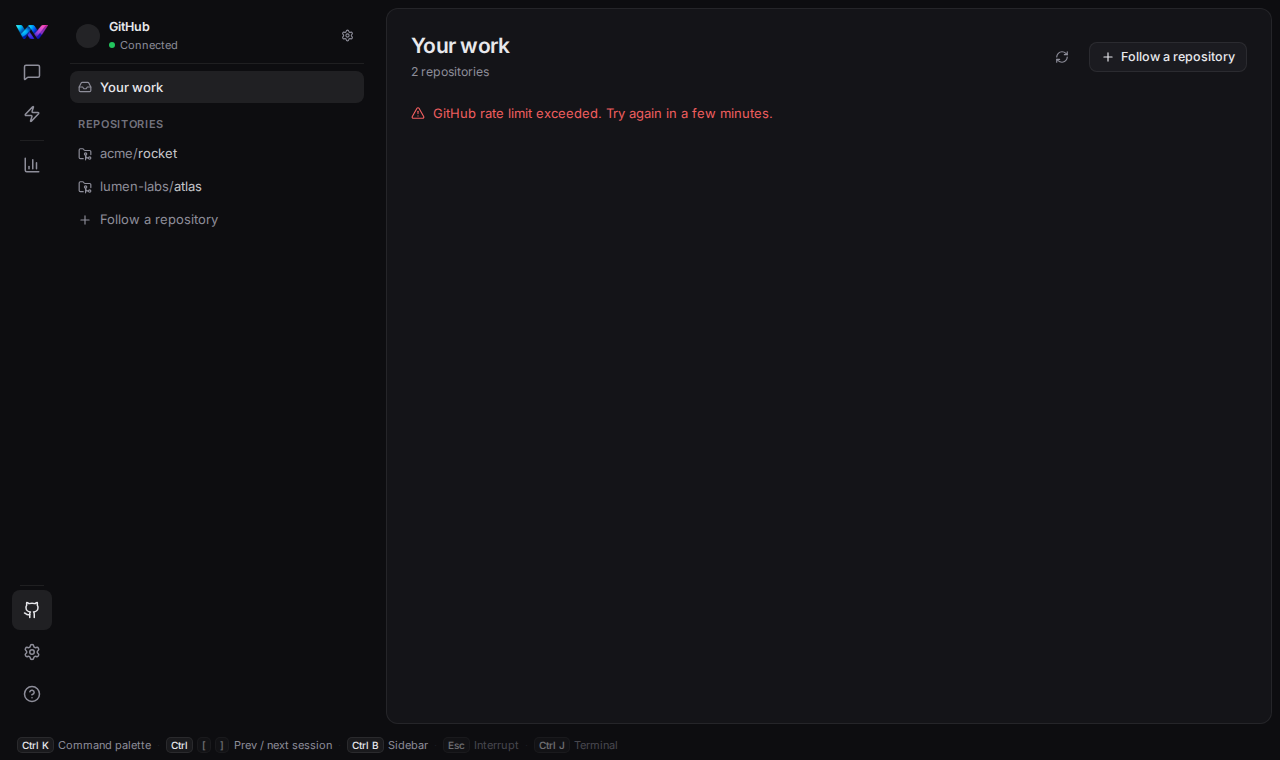 GitHub
Connected
Your work
REPOSITORIES
acme/rocket
lumen-labs/atlas
Follow a repository
Your work
2 repositories
Follow a repository
GitHub rate limit exceeded. Try again in a few minutes.
Ctrl K Command palette Ctrl [ ] Prev / next session Ctrl B Sidebar Esc Interrupt Ctrl J Terminal